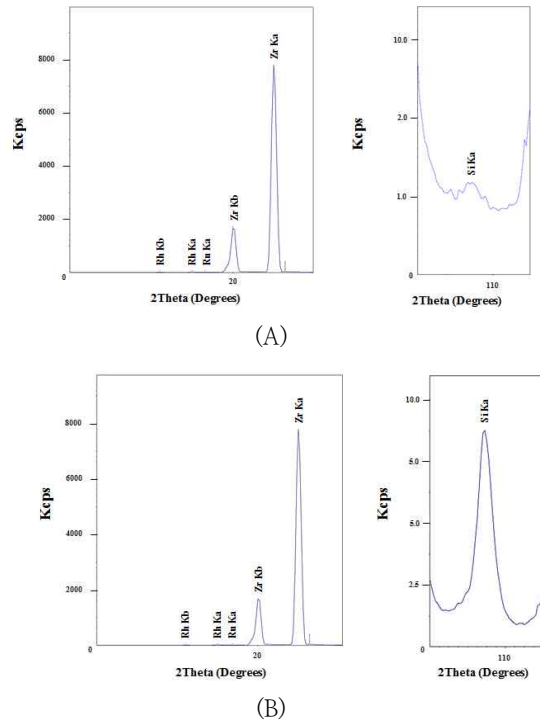 Zr Ka
8000
6000
4000
2000
0
Kcps
Rh Kb
Rh Ka
Ru Ka
Zr Kb
20
2Theta (Degrees)
10.0
2.0
1.0
0
Kcps
Si Ka
110
2Theta (Degrees)
(A)
Zr Ka
8000
6000
4000
2000
0
Kcps
Rh Kb
Rh Ka
Ru Ka
Zr Kb
20
2Theta (Degrees)
10.0
5.0
5.0
2.5
0
Kcps
Si Ka
110
2Theta (Degrees)
(B)